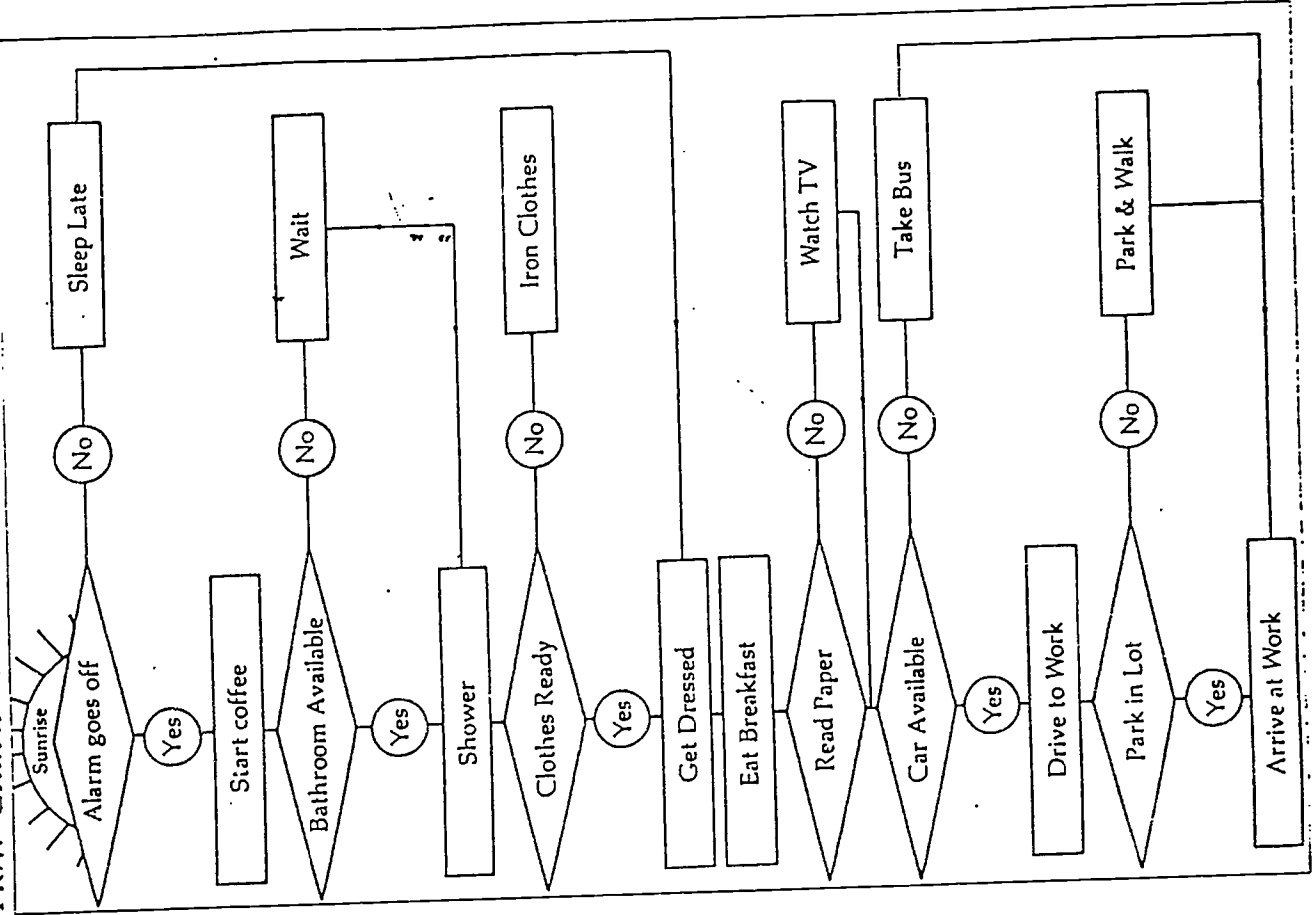 Sunrise
Alarm goes off
No
Sleep Late
Yes
Start coffee
Bathroom Available
No
Wait
Yes
Shower
Clothes Ready
No
Iron Clothes
Yes
Get Dressed
Eat Breakfast
Read Paper
No
Watch TV
Car Available
No
Take Bus
Yes
Drive to Work
Park in Lot
No
Park & Walk
Yes
Arrive at Work